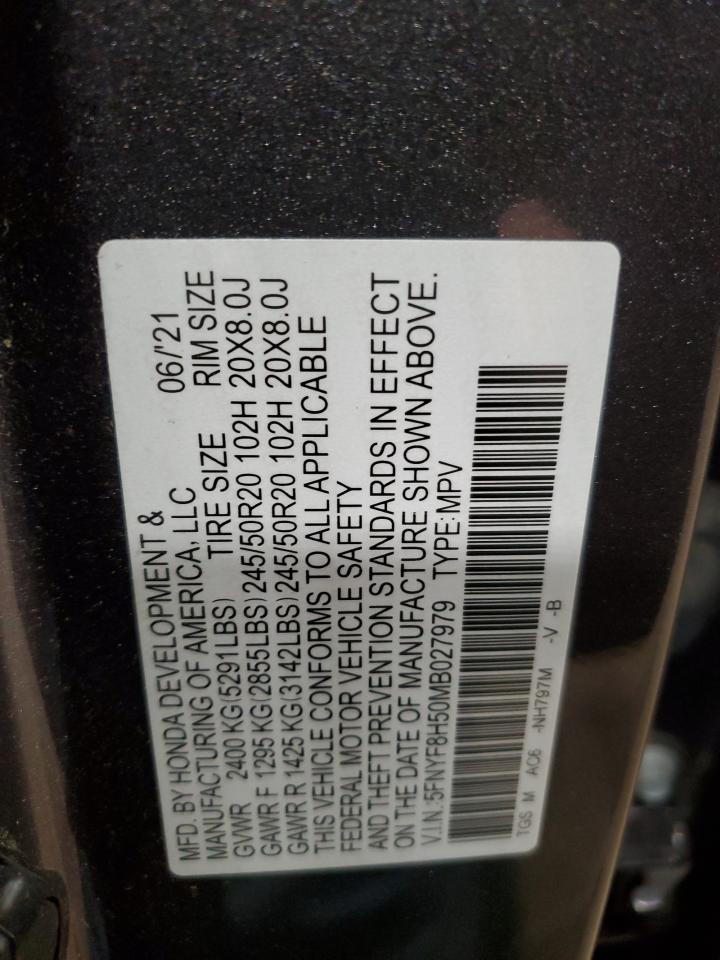 MFD. BY HONDA DEVELOPMENT & 06/'21
MANUFACTURING OF AMERICA, LLC
GVWR 2400 KG(5291LBS) TIRE SIZE RIM SIZE
GAWR F 1295 KG(2855LBS) 245/50R20 102H 20X8.0J
GAWR R 1425 KG(3142LBS) 245/50R20 102H 20X8.0J
THIS VEHICLE CONFORMS TO ALL APPLICABLE
FEDERAL MOTOR VEHICLE SAFETY
AND THEFT PREVENTION STANDARDS IN EFFECT
ON THE DATE OF MANUFACTURE SHOWN ABOVE.
V.I.N.:5FNYF8H50MB027979 TYPE:MPV
TGS M AC6 -NH797M -V -B